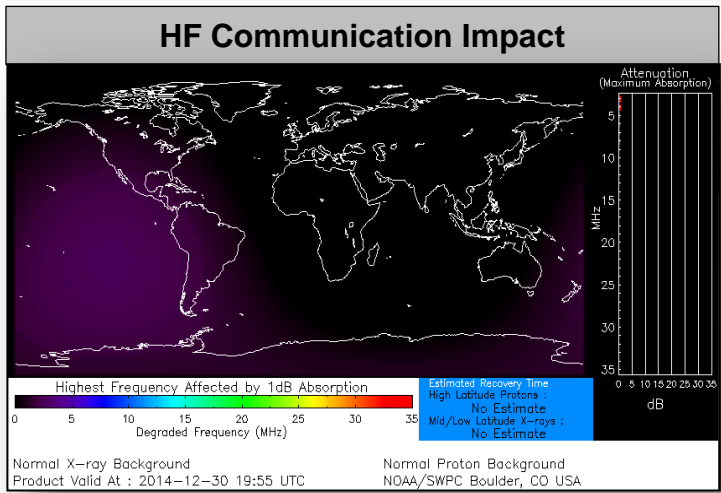 HF Communication Impact
Attenuation
(Maximum Absorption)
5
10
15
20
25
30
35
MHz
0 5 10 15 20 25 30 35
dB
Highest Frequency Affected by 1dB Absorption
0 5 10 15 20 25 30 35
Degraded Frequency (MHz)
Estimated Recovery Time
High Latitude Protons :
No Estimate
Mid/Low Latitude X-rays :
No Estimate
Normal X-ray Background
Normal Proton Background
Product Valid At : 2014-12-30 19:55 UTC
NOAA/SWPC Boulder, CO USA